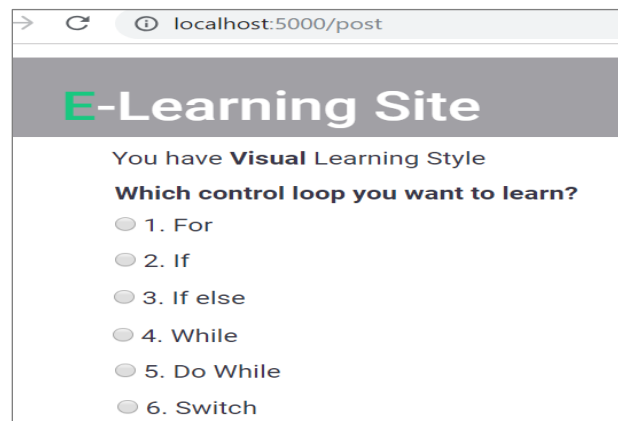 localhost:5000/post
E-Learning Site
You have Visual Learning Style
Which control loop you want to learn?
1. For
2. If
3. If else
4. While
5. Do While
6. Switch